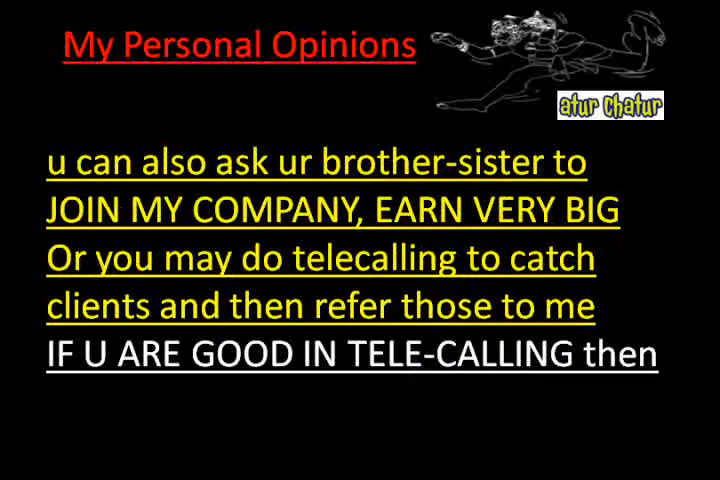 My Personal Opinions
atur chatur
u can also ask ur brother-sister to
JOIN MY COMPANY, EARN VERY BIG
Or you may do telecalling to catch
clients and then refer those to me
IF U ARE GOOD IN TELE-CALLING then